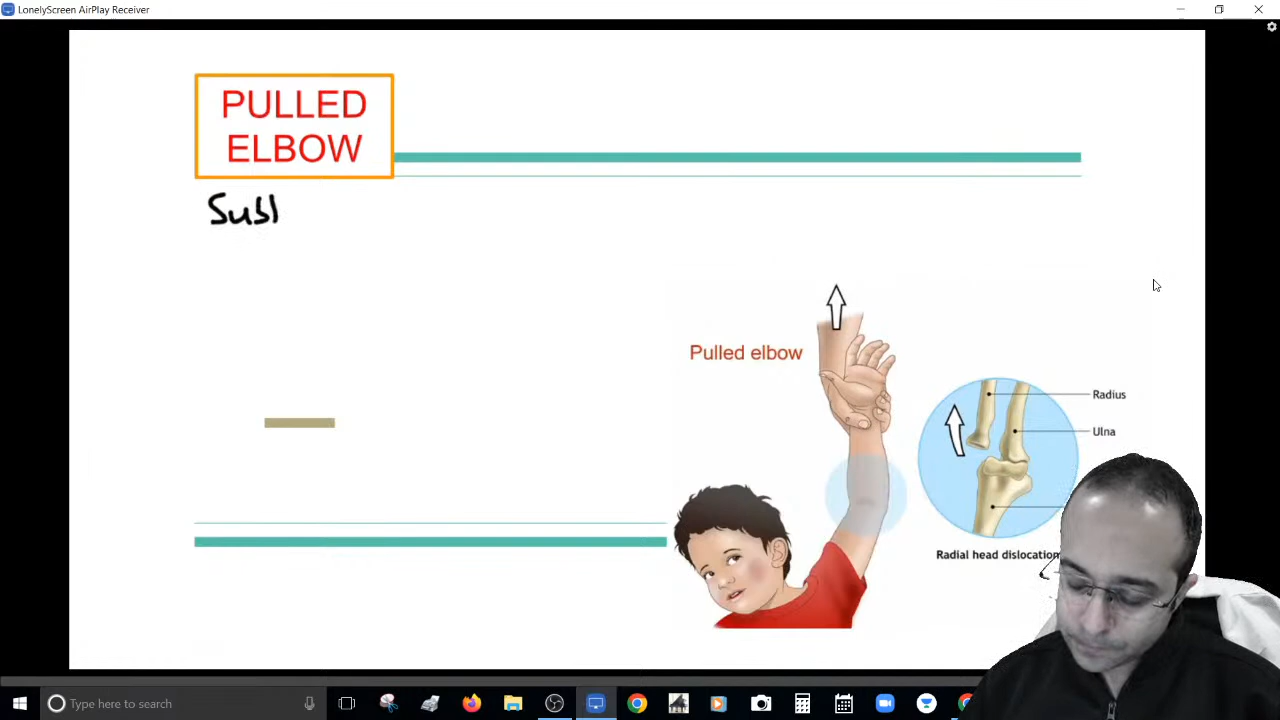 LonelyScreen AirPlay Receiver
PULLED
ELBOW
Subl
Pulled elbow
Radius
Ulna
Radial head dislocation
Type here to search